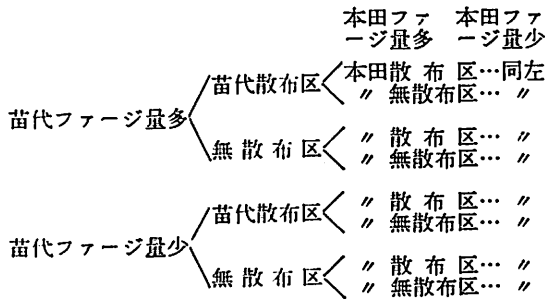 本田ファージ量多 本田ファージ量少
本田散布区…同左
苗代散布区
〃 無散布区…〃
苗代ファージ量多
〃 散布区…〃
無散布区
〃 無散布区…〃
〃 散布区…〃
苗代散布区
〃 無散布区…〃
苗代ファージ量少
〃 散布区…〃
無散布区
〃 無散布区…〃